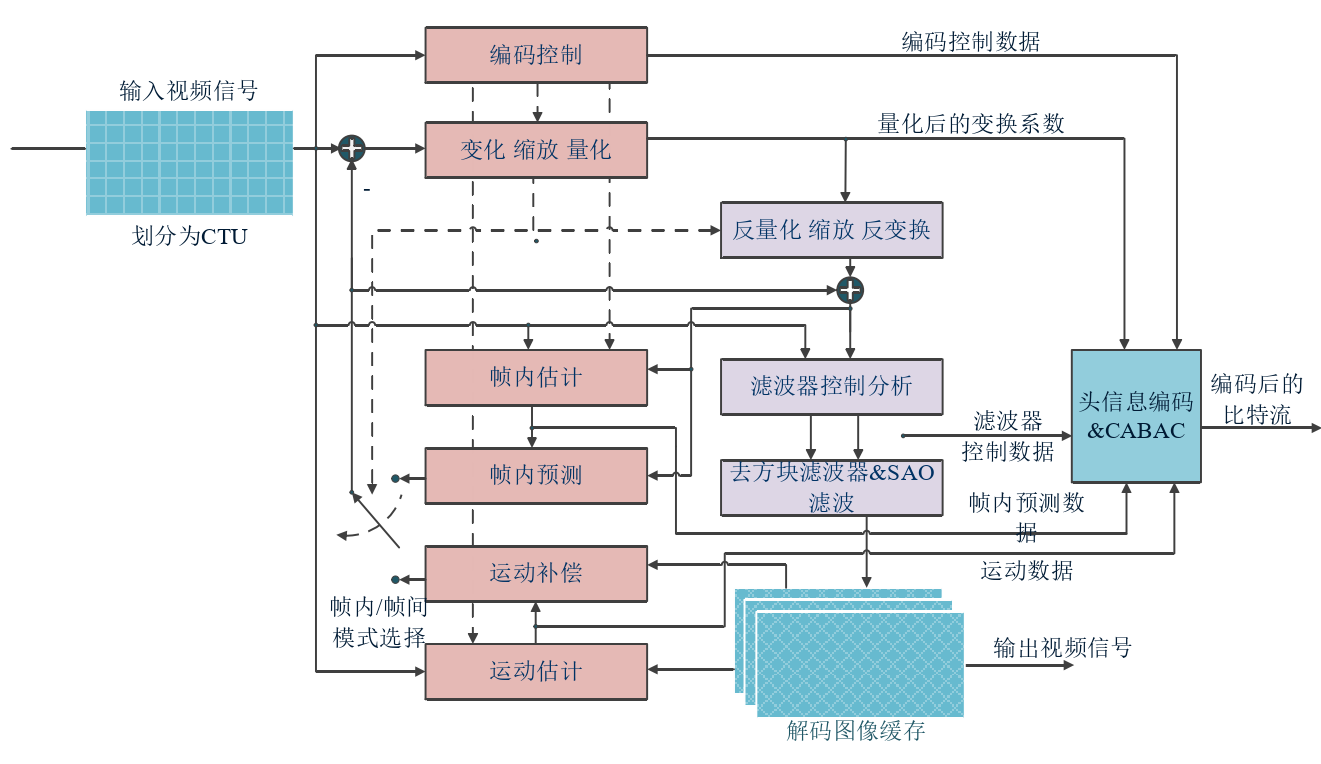 编码控制
编码控制数据
输入视频信号
量化后的变换系数
变化 缩放 量化
-
划分为CTU
反量化 缩放 反变换
帧内估计
滤波器控制分析
头信息编码
&CABAC
编码后的
比特流
滤波器
控制数据
帧内预测
去方块滤波器&SAO
滤波
帧内预测数
据
运动补偿
运动数据
帧内/帧间
模式选择
运动估计
输出视频信号
解码图像缓存